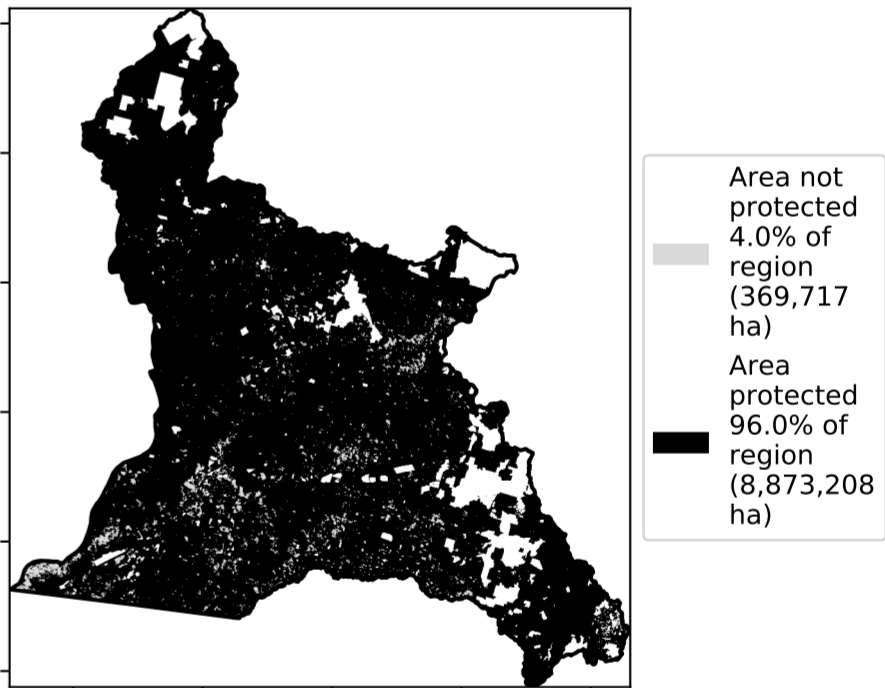 Area not
protected
4.0% of
region
(369,717
ha)
Area
protected
96.0% of
region
(8,873,208
ha)